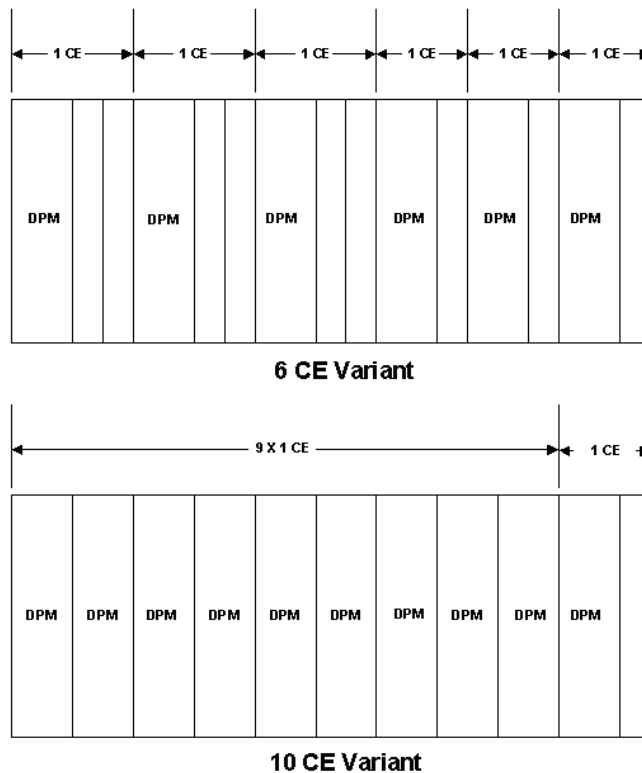 1 CE 1 CE 1 CE 1 CE 1 CE 1 CE
DPM DPM DPM DPM DPM DPM
6 CE Variant
9 X 1 CE 1 CE
DPM DPM DPM DPM DPM DPM DPM DPM DPM DPM
10 CE Variant